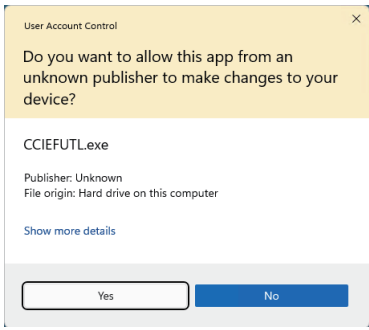 User Account Control
Do you want to allow this app from an
unknown publisher to make changes to your
device?
CCIEFUTL.exe
Publisher: Unknown
File origin: Hard drive on this computer
Show more details
Yes
No